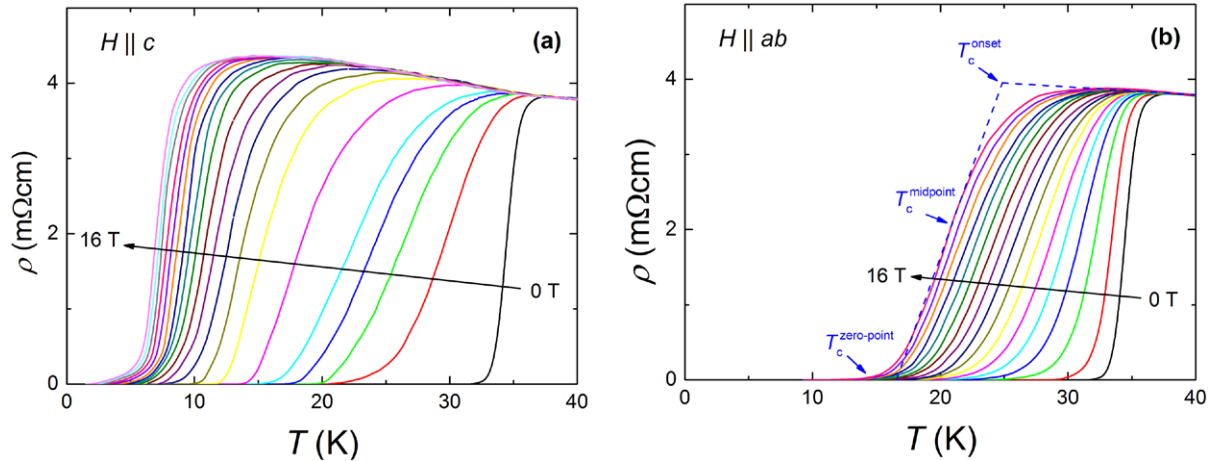 H || c
(a)
4
2
0
ρ (mΩcm)
16 T
0 T
0
10
20
30
40
T (K)
H || ab
(b)
T_c^onset
4
2
0
ρ (mΩcm)
T_c^midpoint
16 T
0 T
T_c^zero-point
0
10
20
30
40
T (K)